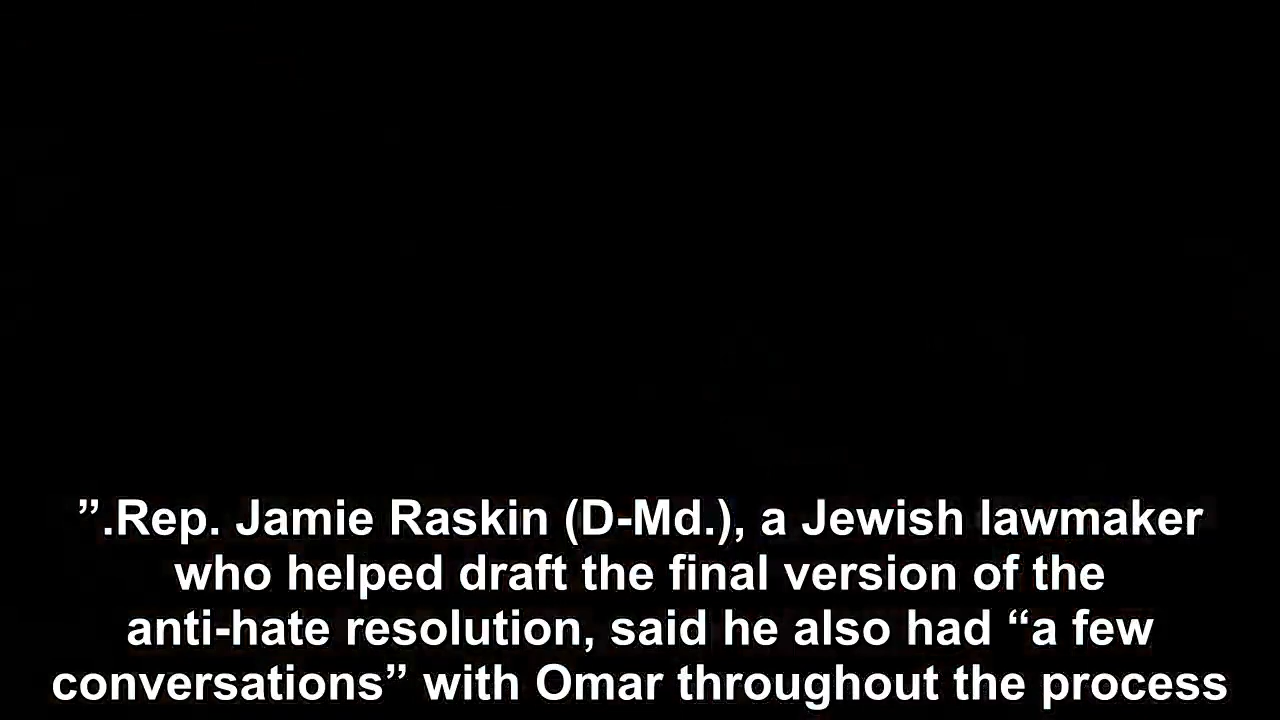 ”.Rep. Jamie Raskin (D-Md.), a Jewish lawmaker
who helped draft the final version of the
anti-hate resolution, said he also had “a few
conversations” with Omar throughout the process